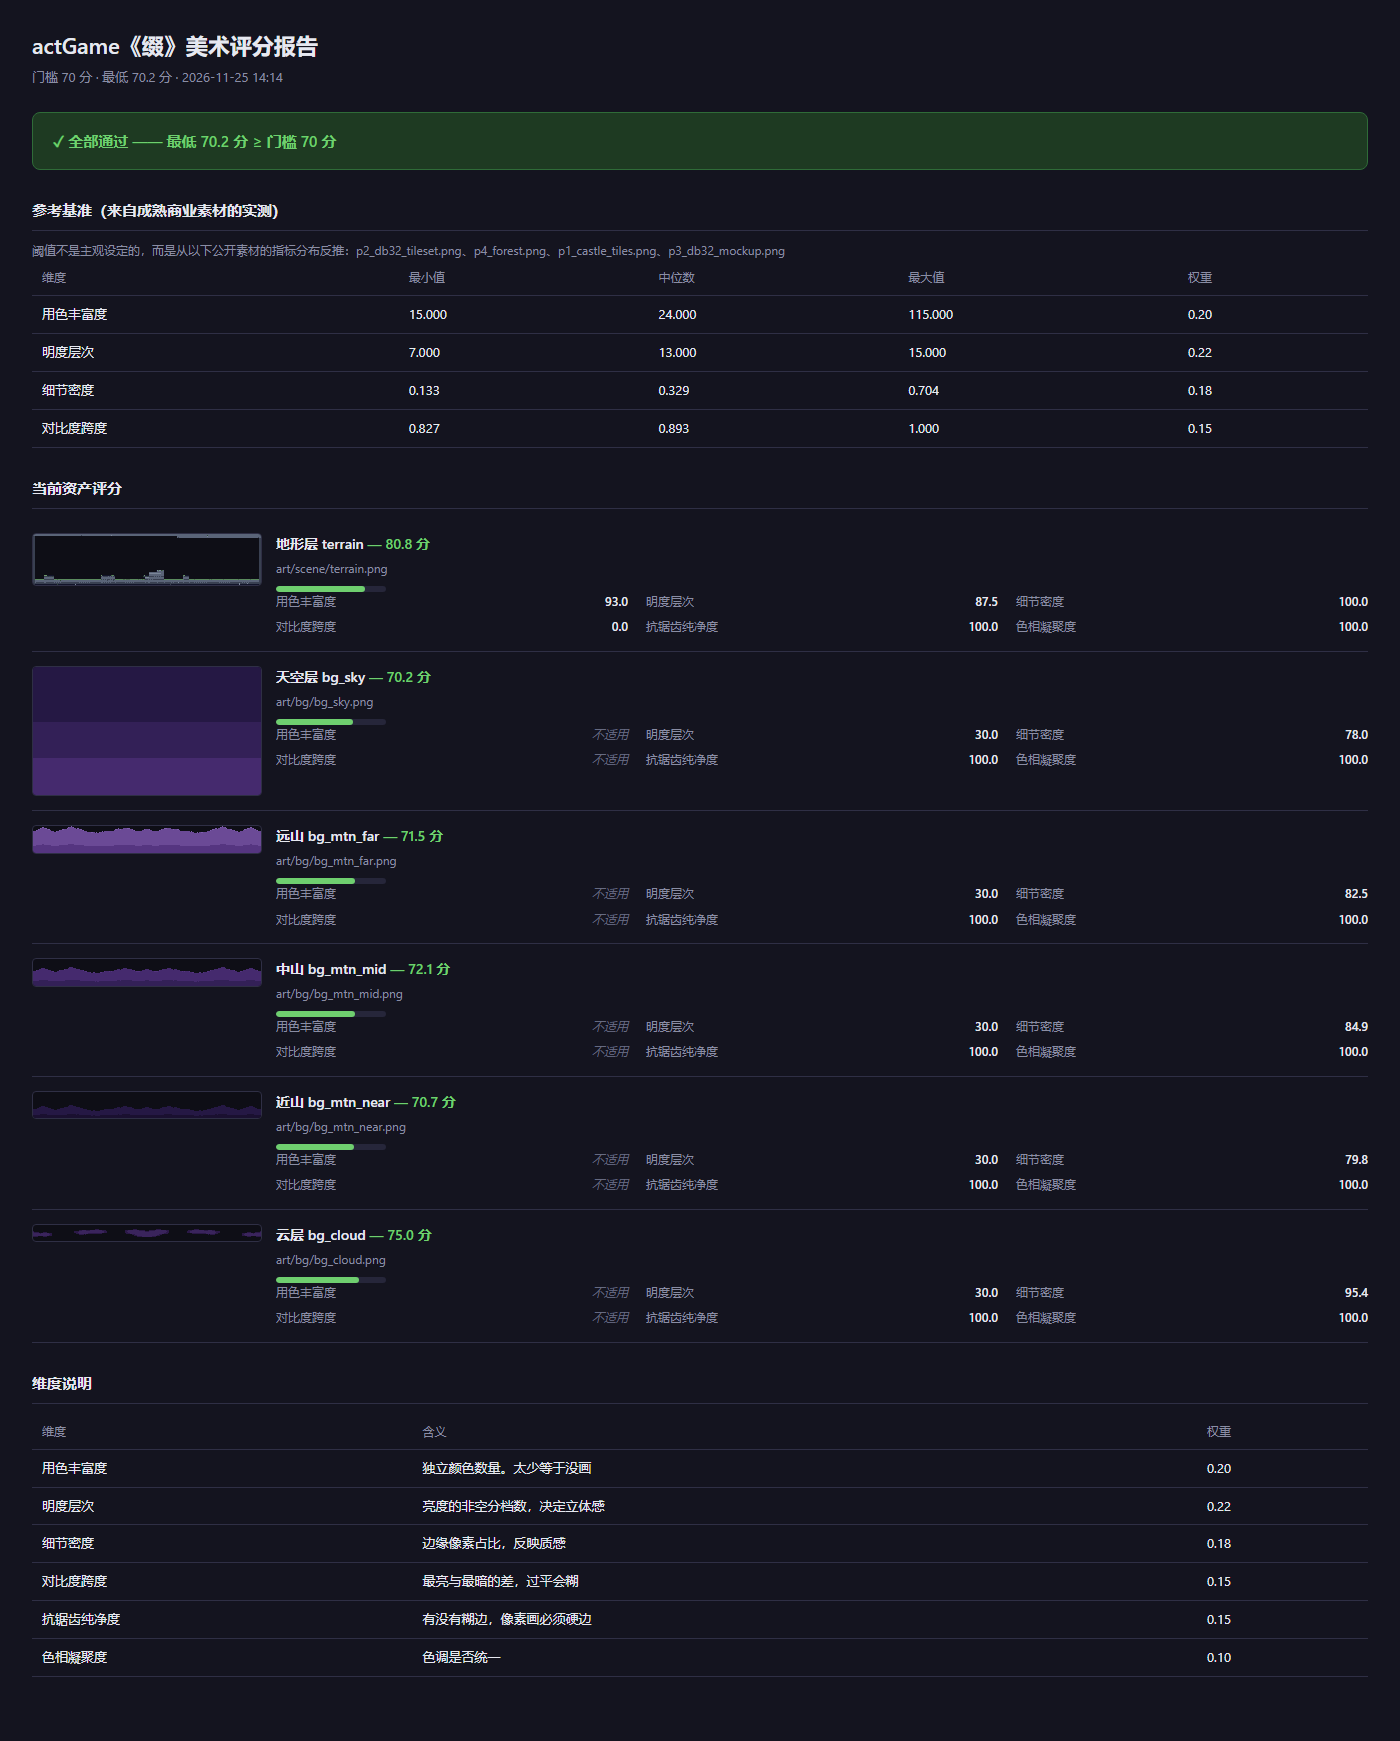 actGame《缀》美术评分报告
门槛 70 分 · 最低 70.2 分 · 2026-11-25 14:14
✓ 全部通过 —— 最低 70.2 分 ≥ 门槛 70 分
参考基准（来自成熟商业素材的实测）
阈值不是主观设定的，而是从以下公开素材的指标分布反推：p2_db32_tileset.png、p4_forest.png、p1_castle_tiles.png、p3_db32_mockup.png
维度 最小值 中位数 最大值 权重
用色丰富度 15.000 24.000 115.000 0.20
明度层次 7.000 13.000 15.000 0.22
细节密度 0.133 0.329 0.704 0.18
对比度跨度 0.827 0.893 1.000 0.15
当前资产评分
地形层 terrain — 80.8 分
art/scene/terrain.png
用色丰富度 93.0 明度层次 87.5 细节密度 100.0
对比度跨度 0.0 抗锯齿纯净度 100.0 色相凝聚度 100.0
天空层 bg_sky — 70.2 分
art/bg/bg_sky.png
用色丰富度 不适用 明度层次 30.0 细节密度 78.0
对比度跨度 不适用 抗锯齿纯净度 100.0 色相凝聚度 100.0
远山 bg_mtn_far — 71.5 分
art/bg/bg_mtn_far.png
用色丰富度 不适用 明度层次 30.0 细节密度 82.5
对比度跨度 不适用 抗锯齿纯净度 100.0 色相凝聚度 100.0
中山 bg_mtn_mid — 72.1 分
art/bg/bg_mtn_mid.png
用色丰富度 不适用 明度层次 30.0 细节密度 84.9
对比度跨度 不适用 抗锯齿纯净度 100.0 色相凝聚度 100.0
近山 bg_mtn_near — 70.7 分
art/bg/bg_mtn_near.png
用色丰富度 不适用 明度层次 30.0 细节密度 79.8
对比度跨度 不适用 抗锯齿纯净度 100.0 色相凝聚度 100.0
云层 bg_cloud — 75.0 分
art/bg/bg_cloud.png
用色丰富度 不适用 明度层次 30.0 细节密度 95.4
对比度跨度 不适用 抗锯齿纯净度 100.0 色相凝聚度 100.0
维度说明
维度 含义 权重
用色丰富度 独立颜色数量。太少等于没画 0.20
明度层次 亮度的非空分档数，决定立体感 0.22
细节密度 边缘像素占比，反映质感 0.18
对比度跨度 最亮与最暗的差，过平会糊 0.15
抗锯齿纯净度 有没有糊边，像素画必须硬边 0.15
色相凝聚度 色调是否统一 0.10